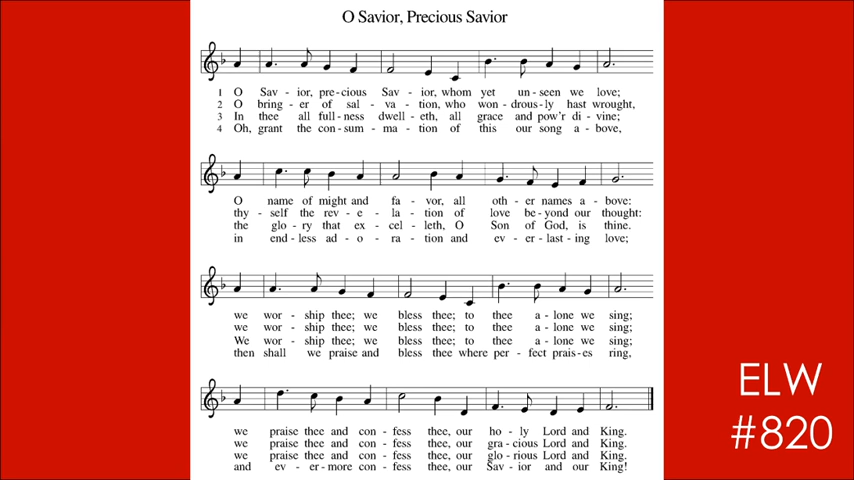 O Savior, Precious Savior
1 O Sav - ior, pre - cious Sav - ior, whom yet un - seen we love;
2 O bring - er of sal - va - tion, who won - drous - ly hast wrought,
3 In thee all full - ness dwell - eth, all grace and pow'r di - vine;
4 Oh, grant the con - sum - ma - tion of this our song a - bove,
O name of might and fa - vor, all oth - er names a - bove:
thy - self the rev - e - la - tion of love be - yond our thought:
the glo - ry that ex - cel - leth, O Son of God, is thine.
in end - less ad - o - ra - tion and ev - er - last - ing love;
we wor - ship thee; we bless thee; to thee a - lone we sing;
we wor - ship thee; we bless thee; to thee a - lone we sing;
We wor - ship thee; we bless thee; to thee a - lone we sing;
then shall we praise and bless thee where per - fect prais - es ring,
we praise thee and con - fess thee, our ho - ly Lord and King.
we praise thee and con - fess thee, our gra - cious Lord and King.
we praise thee and con - fess thee, our glo - rious Lord and King.
and ev - er - more con - fess thee, our Sav - ior and our King!
ELW
#820